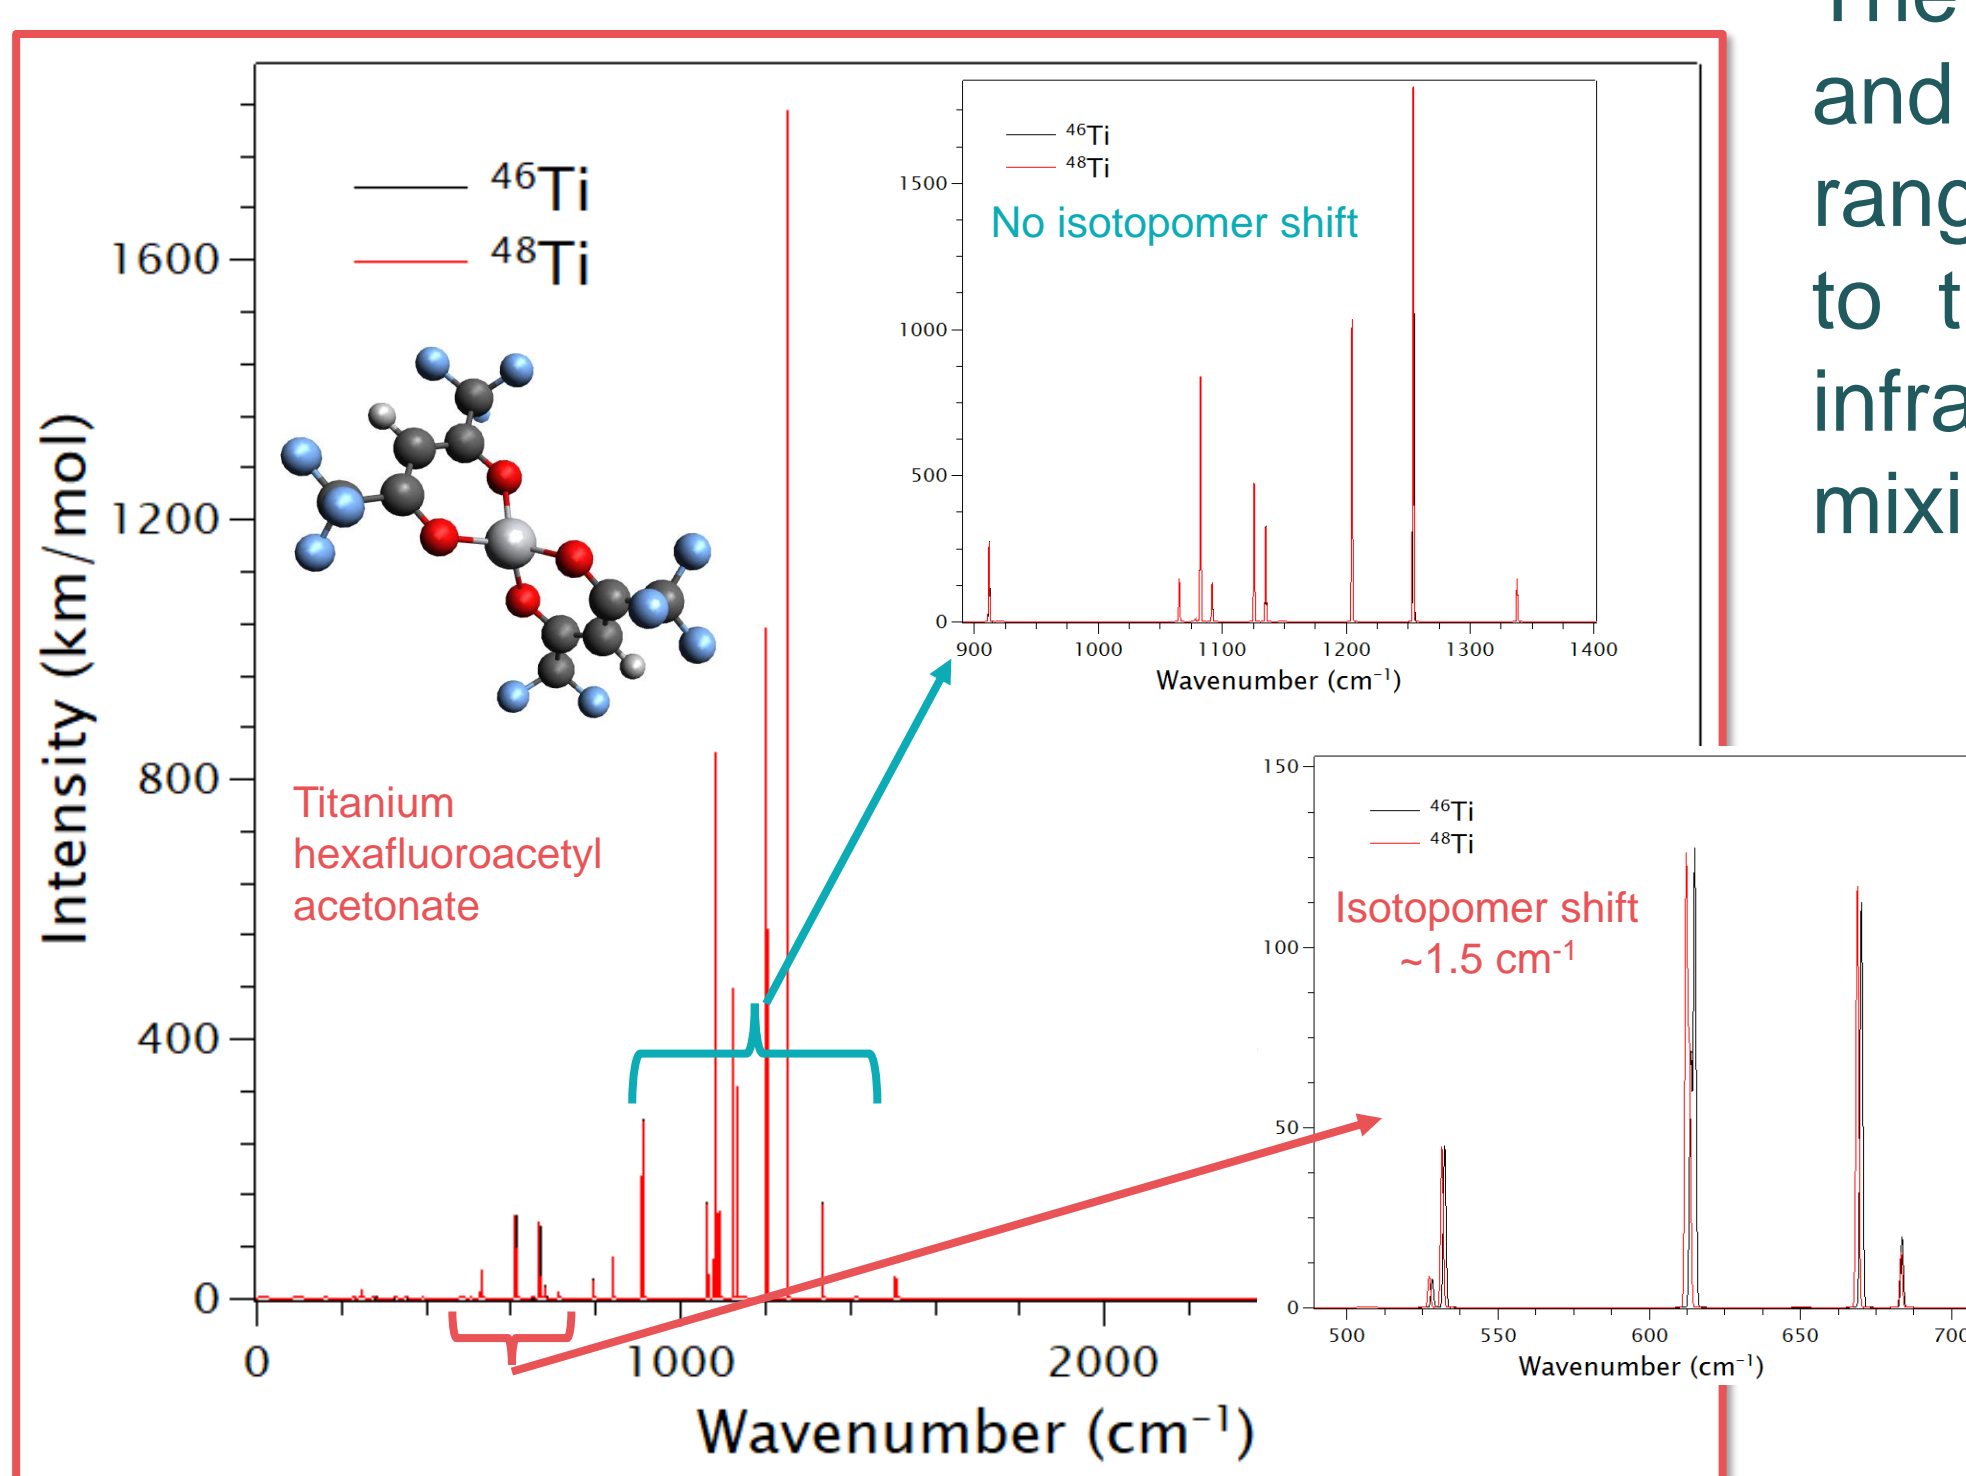 ⁴⁶Ti
⁴⁸Ti
1600
1200
800
400
0
Intensity (km/mol)
0
1000
2000
Wavenumber (cm⁻¹)
Titanium
hexafluoroacetyl
acetonate
⁴⁶Ti
⁴⁸Ti
No isotopomer shift
1500
1000
500
0
900
1000
1100
1200
1300
1400
Wavenumber (cm⁻¹)
⁴⁶Ti
⁴⁸Ti
Isotopomer shift
~1.5 cm⁻¹
150
100
50
0
500
550
600
650
700
Wavenumber (cm⁻¹)
The
and
rang
to t
infra
mixi